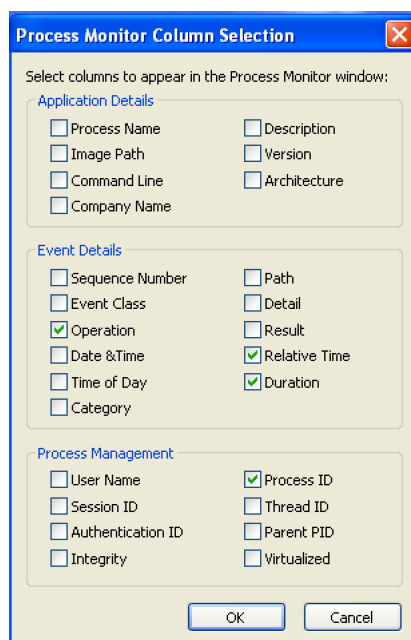 Process Monitor Column Selection
Select columns to appear in the Process Monitor window:
Application Details
Process Name Description
Image Path Version
Command Line Architecture
Company Name
Event Details
Sequence Number Path
Event Class Detail
Operation Result
Date &Time Relative Time
Time of Day Duration
Category
Process Management
User Name Process ID
Session ID Thread ID
Authentication ID Parent PID
Integrity Virtualized
OK Cancel